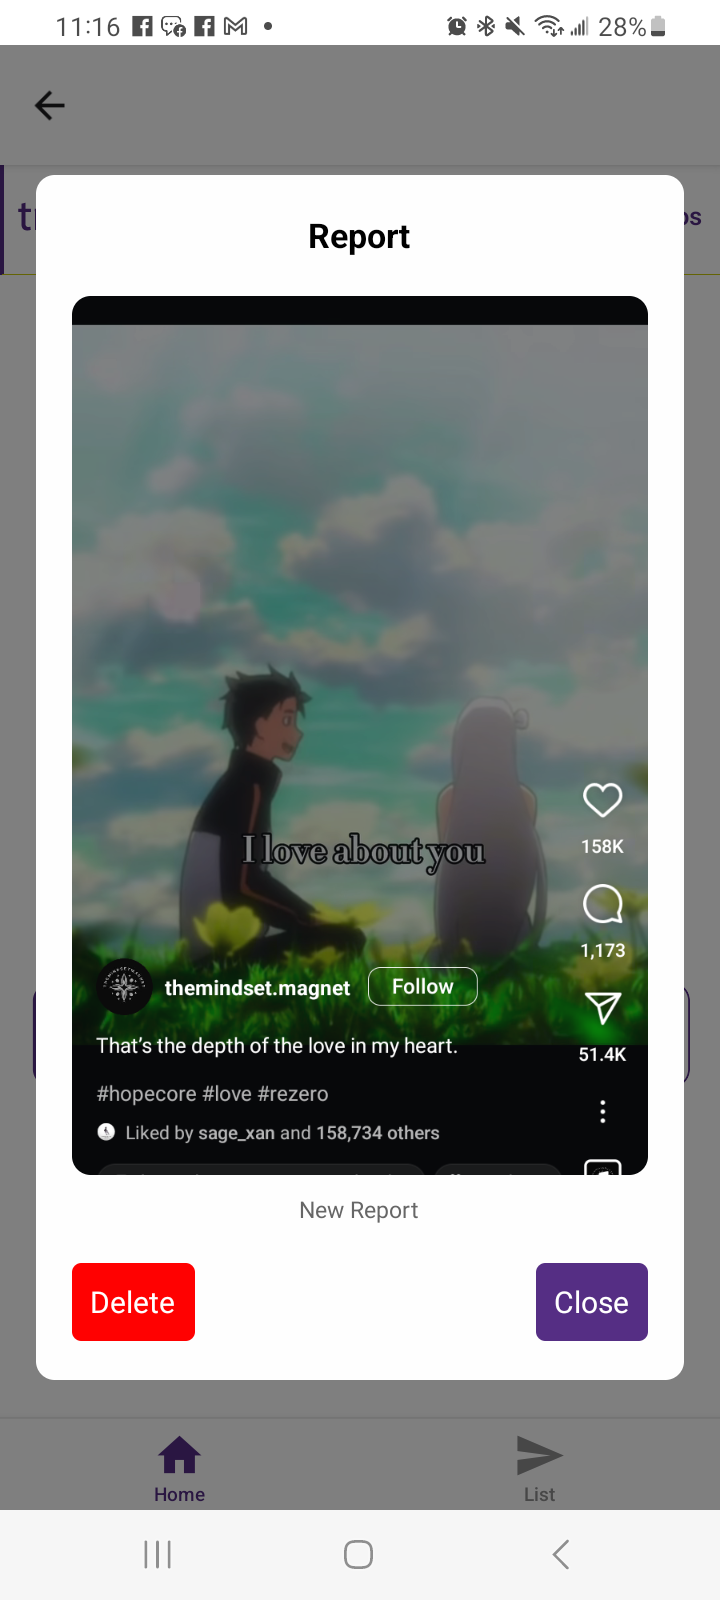 11:16
28%
Report
I love about you
158K
1,173
themindset.magnet
Follow
51.4K
That's the depth of the love in my heart.
#hopecore #love #rezero
Liked by sage_xan and 158,734 others
New Report
Delete
Close
Home
List